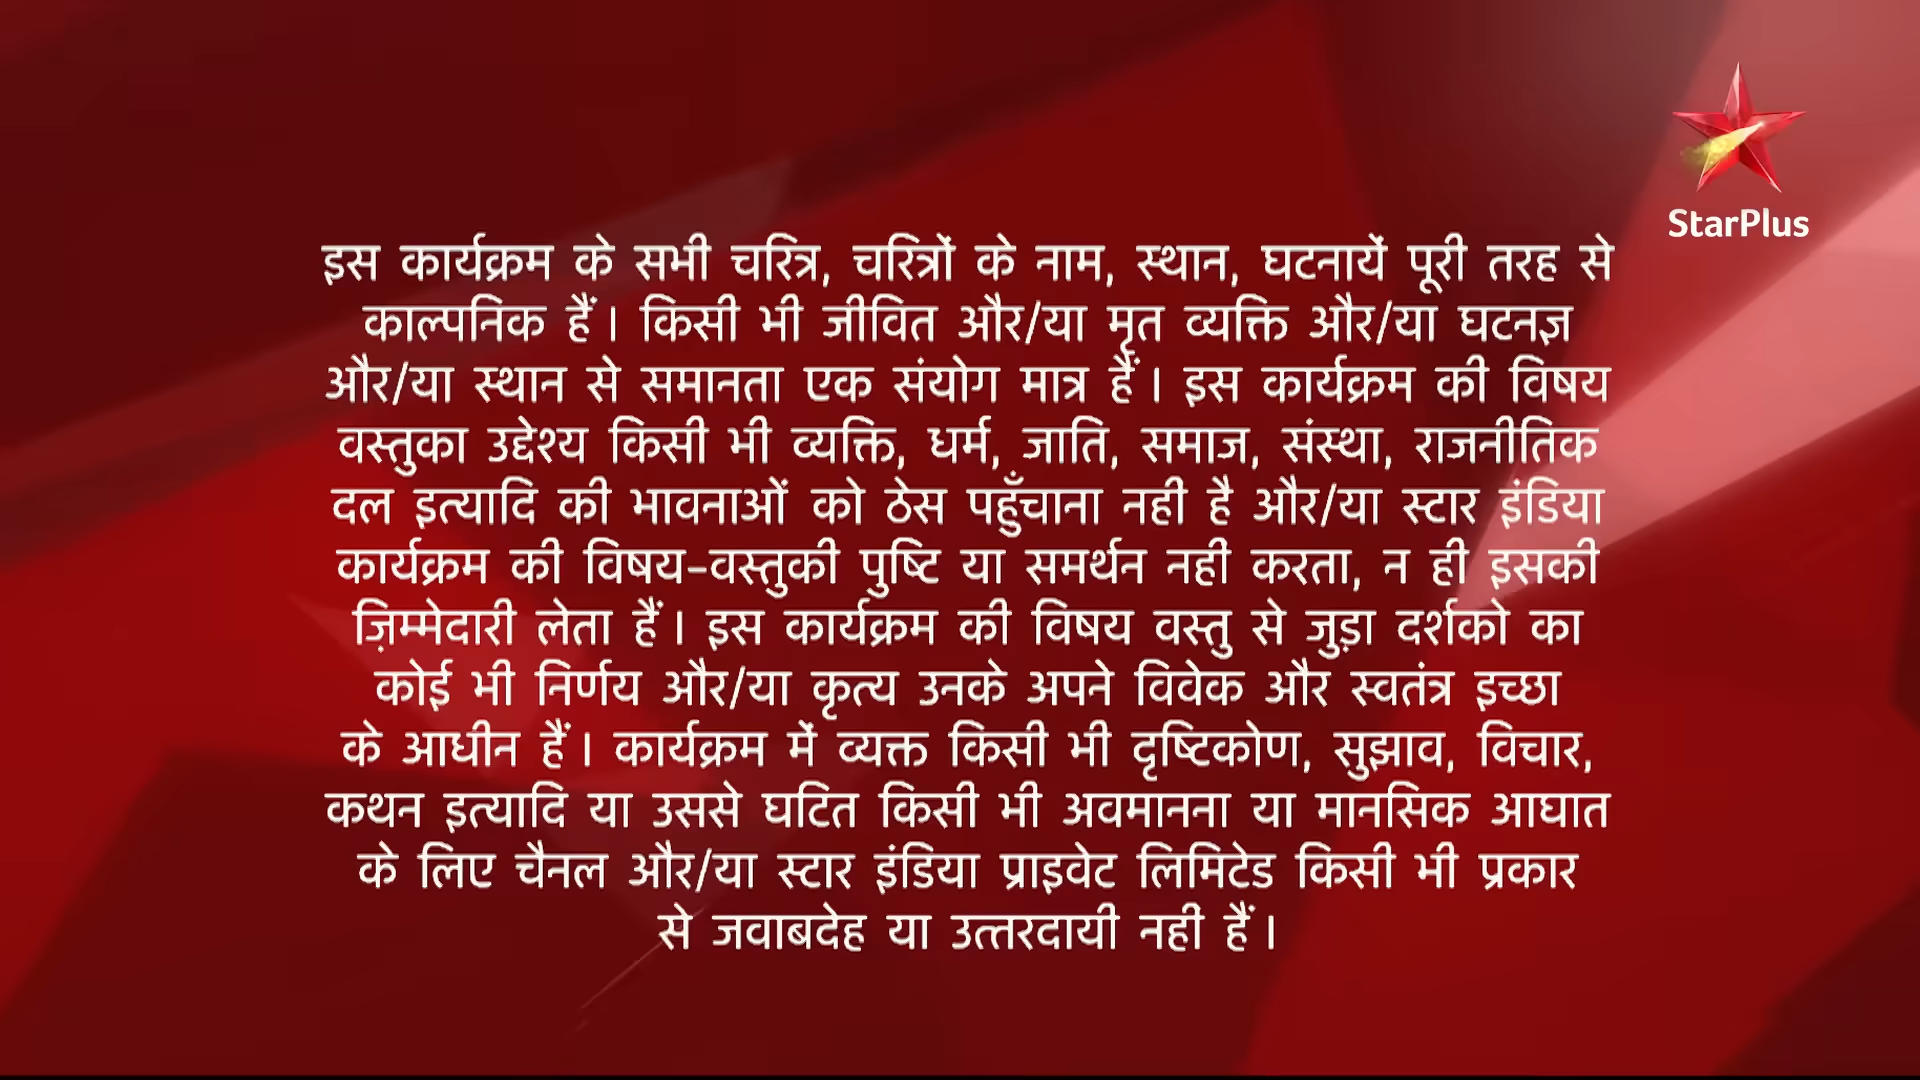 StarPlus
इस कार्यक्रम के सभी चरित्र, चरित्रों के नाम, स्थान, घटनायें पूरी तरह से
काल्पनिक हैं। किसी भी जीवित और/या मृत व्यक्ति और/या घटनज्ञ
और/या स्थान से समानता एक संयोग मात्र हैं। इस कार्यक्रम की विषय
वस्तुका उद्देश्य किसी भी व्यक्ति, धर्म, जाति, समाज, संस्था, राजनीतिक
दल इत्यादि की भावनाओं को ठेस पहुँचाना नही है और/या स्टार इंडिया
कार्यक्रम की विषय-वस्तुकी पुष्टि या समर्थन नही करता, न ही इसकी
ज़िम्मेदारी लेता हैं। इस कार्यक्रम की विषय वस्तु से जुड़ा दर्शको का
कोई भी निर्णय और/या कृत्य उनके अपने विवेक और स्वतंत्र इच्छा
के आधीन हैं। कार्यक्रम में व्यक्त किसी भी दृष्टिकोण, सुझाव, विचार,
कथन इत्यादि या उससे घटित किसी भी अवमानना या मानसिक आघात
के लिए चैनल और/या स्टार इंडिया प्राइवेट लिमिटेड किसी भी प्रकार
से जवाबदेह या उत्तरदायी नही हैं।